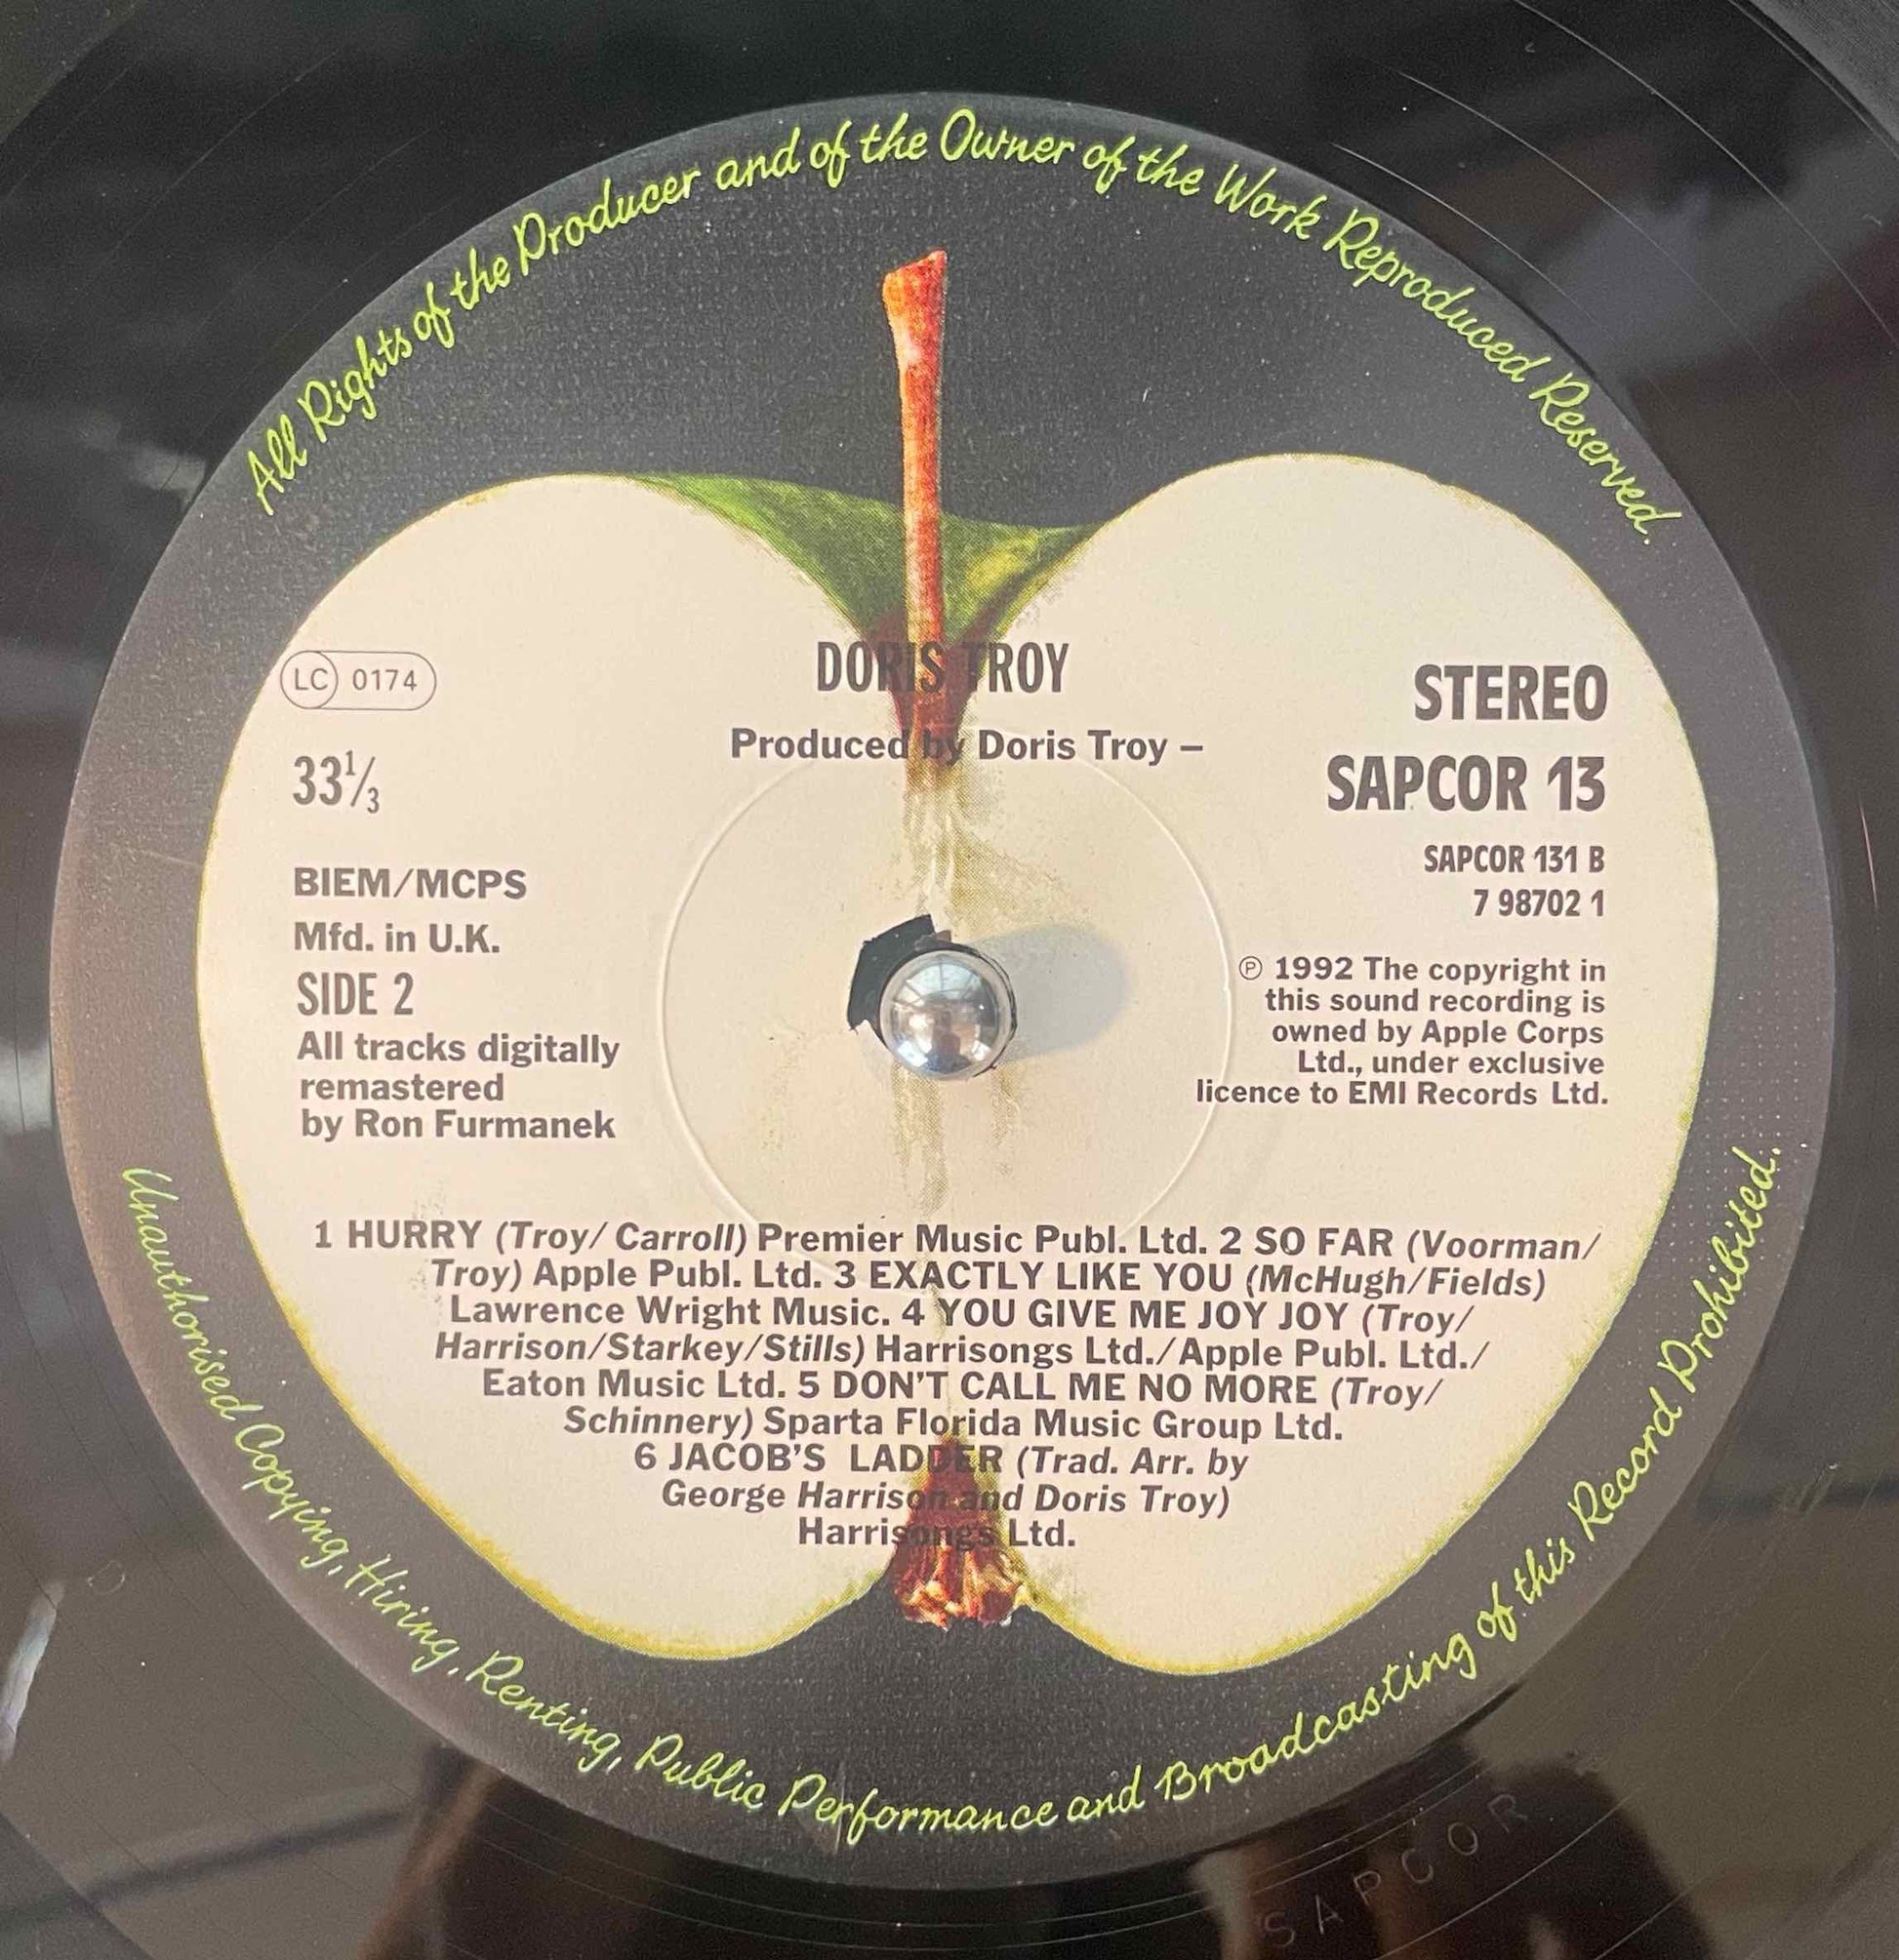 All Rights of the Producer and of the Owner of the Work Reproduced Reserved.
DORIS TROY
Produced by Doris Troy –
LC 0174
33⅓
BIEM/MCPS
Mfd. in U.K.
SIDE 2
All tracks digitally
remastered
by Ron Furmanek
STEREO
SAPCOR 13
SAPCOR 131 B
7 98702 1
℗ 1992 The copyright in
this sound recording is
owned by Apple Corps
Ltd., under exclusive
licence to EMI Records Ltd.
1 HURRY (Troy/ Carroll) Premier Music Publ. Ltd. 2 SO FAR (Voorman/
Troy) Apple Publ. Ltd. 3 EXACTLY LIKE YOU (McHugh/Fields)
Lawrence Wright Music. 4 YOU GIVE ME JOY JOY (Troy/
Harrison/Starkey/Stills) Harrisongs Ltd./Apple Publ. Ltd./
Eaton Music Ltd. 5 DON'T CALL ME NO MORE (Troy/
Schinnery) Sparta Florida Music Group Ltd.
6 JACOB'S LADDER (Trad. Arr. by
George Harrison and Doris Troy)
Harrisongs Ltd.
Unauthorised Copying, Hiring, Renting, Public Performance and Broadcasting of this Record Prohibited.
SAPCOR